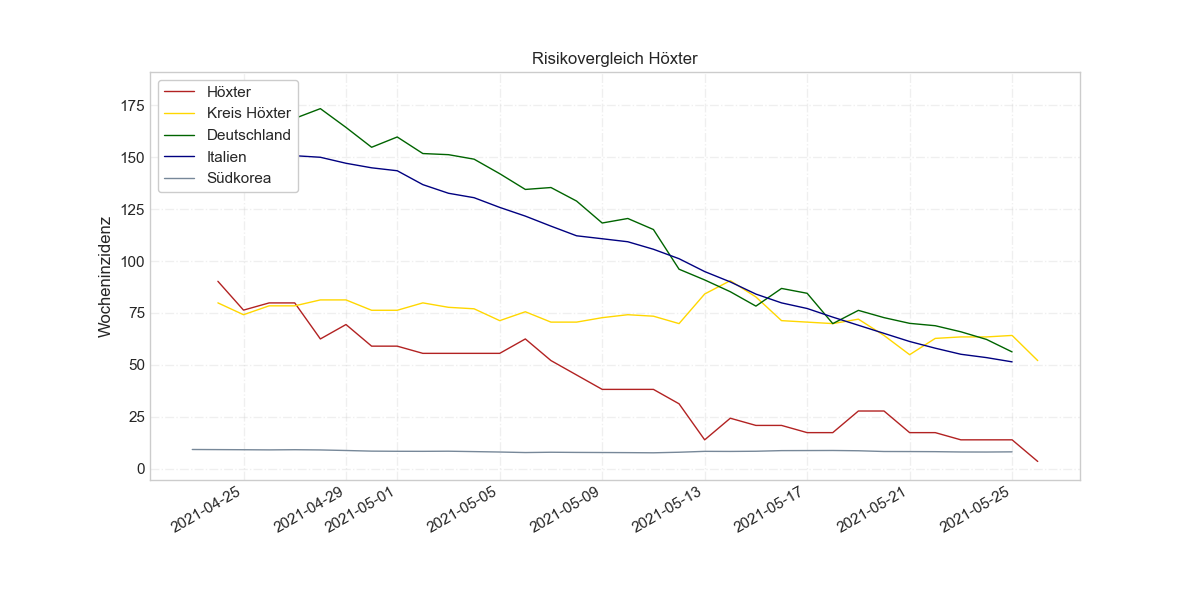 Risikovergleich Höxter
Höxter
Kreis Höxter
Deutschland
Italien
Südkorea
Wocheninzidenz
175
150
125
100
75
50
25
0
2021-04-25
2021-04-29
2021-05-01
2021-05-05
2021-05-09
2021-05-13
2021-05-17
2021-05-21
2021-05-25